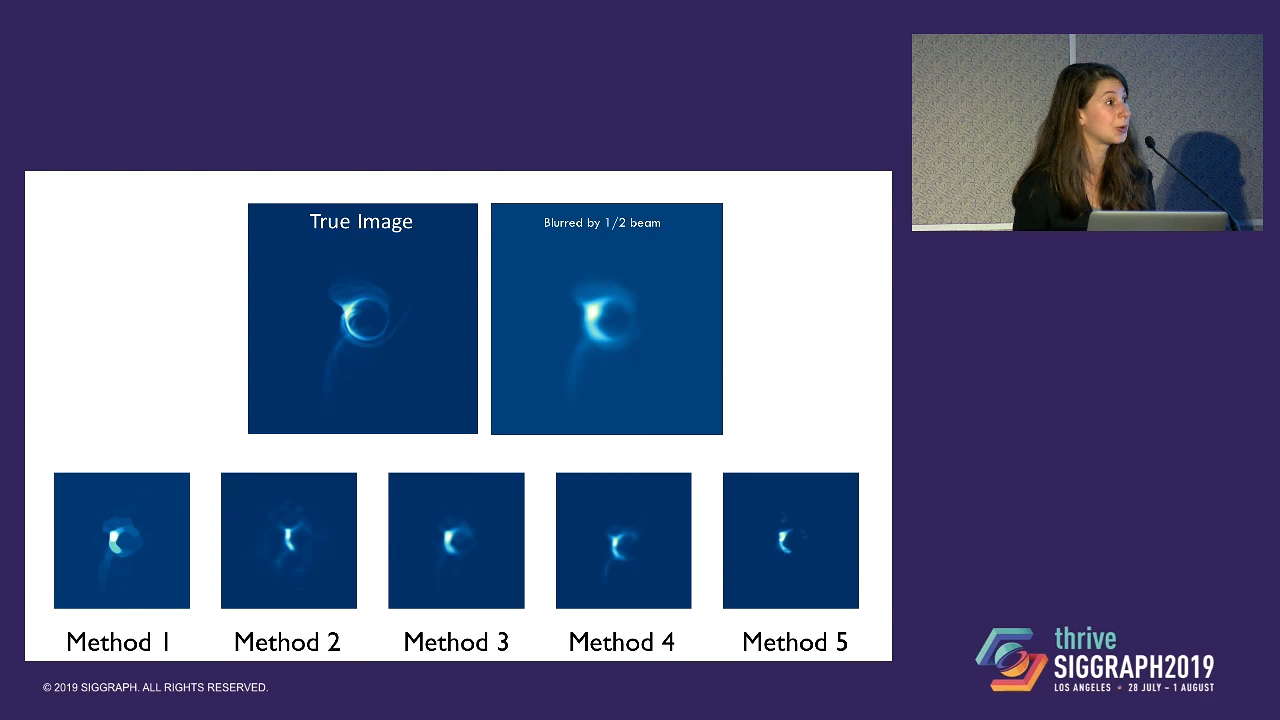 True Image
Blurred by 1/2 beam
Method 1
Method 2
Method 3
Method 4
Method 5
thrive
SIGGRAPH2019
LOS ANGELES • 28 JULY – 1 AUGUST
© 2019 SIGGRAPH. ALL RIGHTS RESERVED.